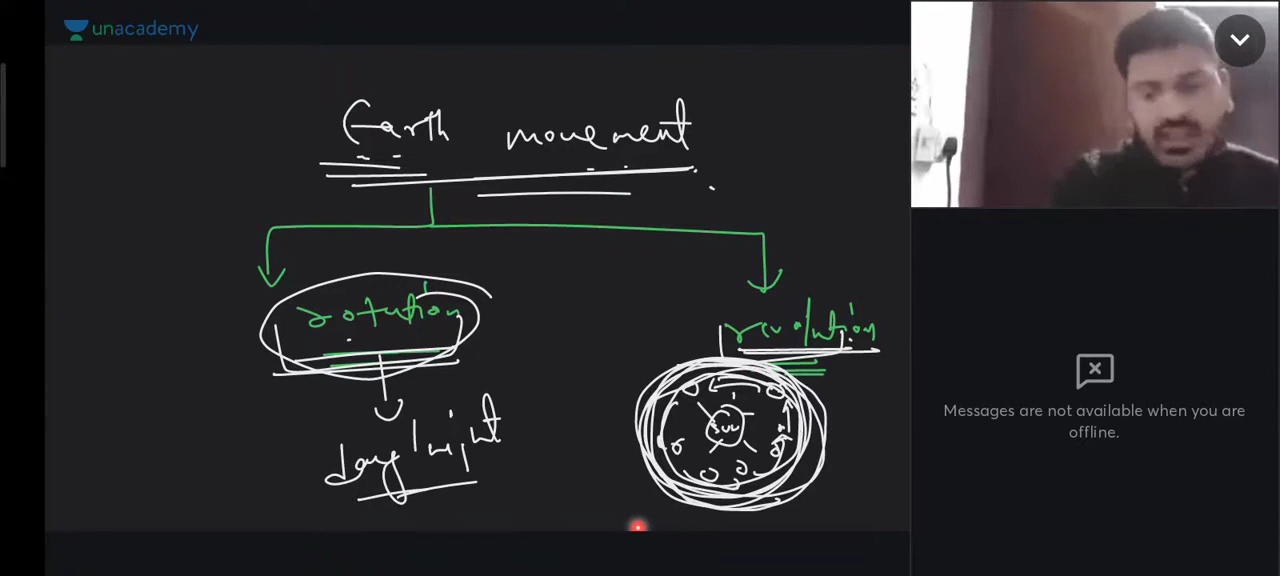 unacademy
Earth movement
rotation
revolution
day/night
sun
Messages are not available when you are
offline.